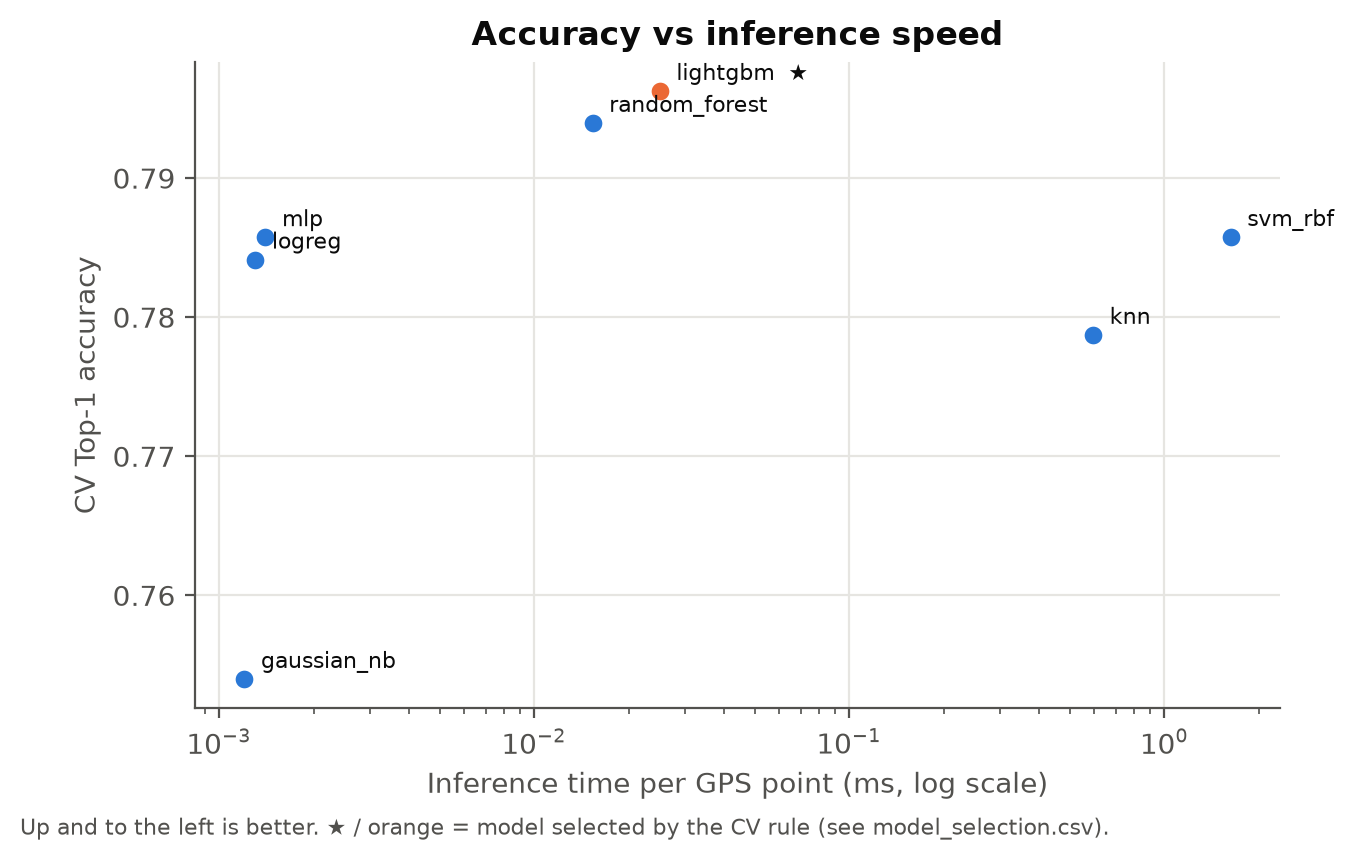 Accuracy vs inference speed
lightgbm ★
random_forest
0.79
mlp
svm_rbf
logreg
0.78
knn
CV Top-1 accuracy
0.77
0.76
gaussian_nb
10⁻³ 10⁻² 10⁻¹ 10⁰
Inference time per GPS point (ms, log scale)
Up and to the left is better. ★ / orange = model selected by the CV rule (see model_selection.csv).